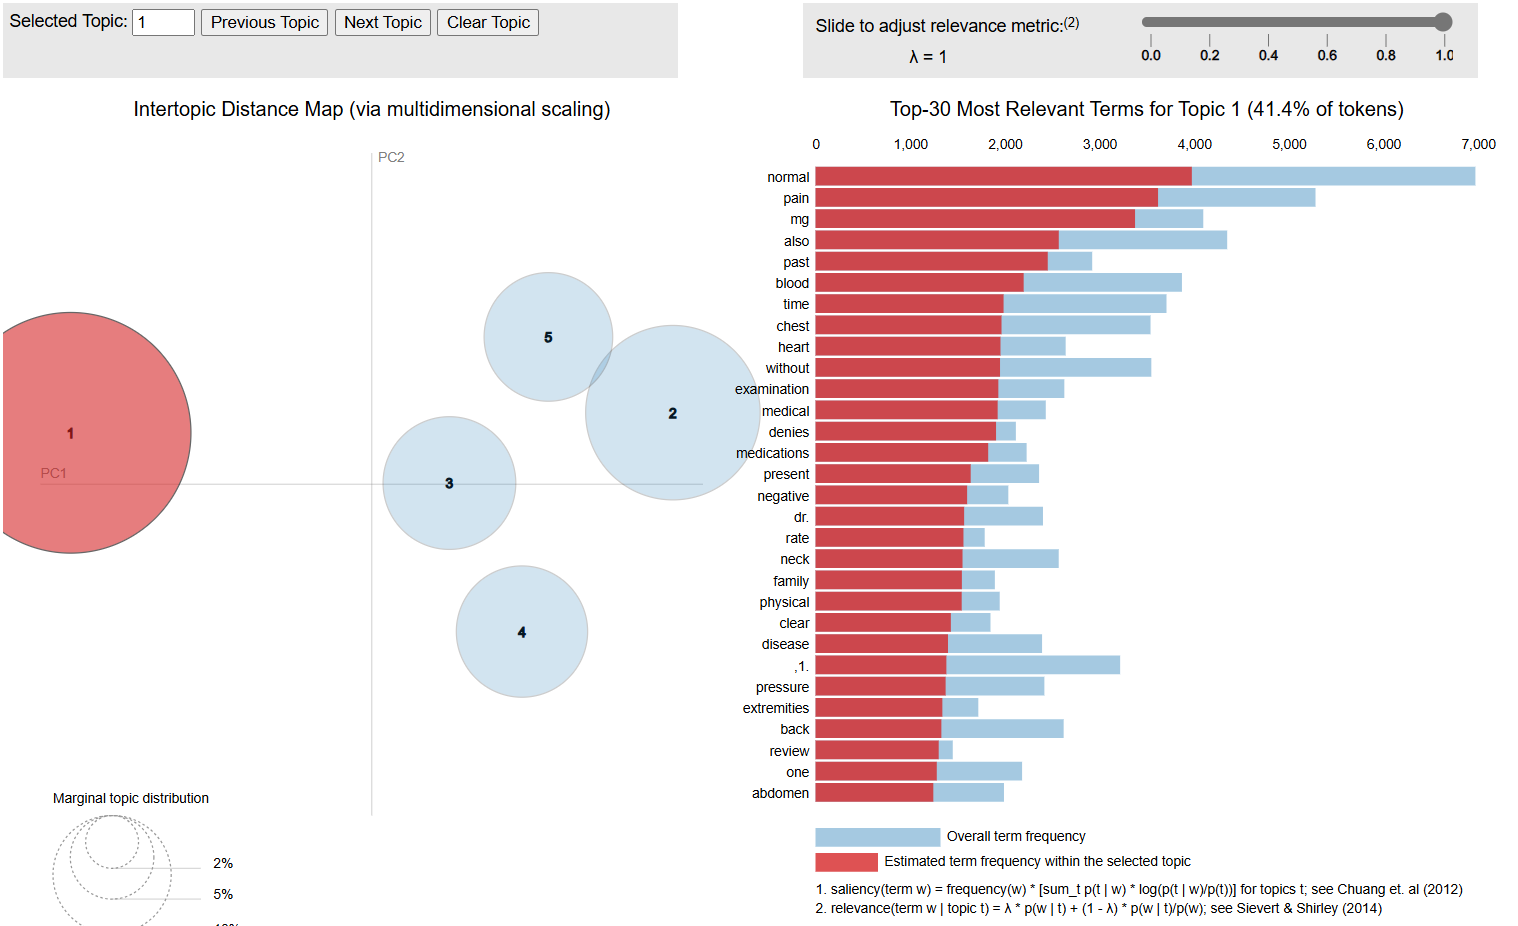 Selected Topic: 1 Previous Topic Next Topic Clear Topic
Slide to adjust relevance metric:(2)
λ = 1
0.0 0.2 0.4 0.6 0.8 1.0
Intertopic Distance Map (via multidimensional scaling)
PC2
5
2
1
PC1
3
4
Marginal topic distribution
2%
5%
Top-30 Most Relevant Terms for Topic 1 (41.4% of tokens)
0 1,000 2,000 3,000 4,000 5,000 6,000 7,000
normal
pain
mg
also
past
blood
time
chest
heart
without
examination
medical
denies
medications
present
negative
dr.
rate
neck
family
physical
clear
disease
,1.
pressure
extremities
back
review
one
abdomen
Overall term frequency
Estimated term frequency within the selected topic
1. saliency(term w) = frequency(w) * [sum_t p(t | w) * log(p(t | w)/p(t))] for topics t; see Chuang et. al (2012)
2. relevance(term w | topic t) = λ * p(w | t) + (1 - λ) * p(w | t)/p(w); see Sievert & Shirley (2014)